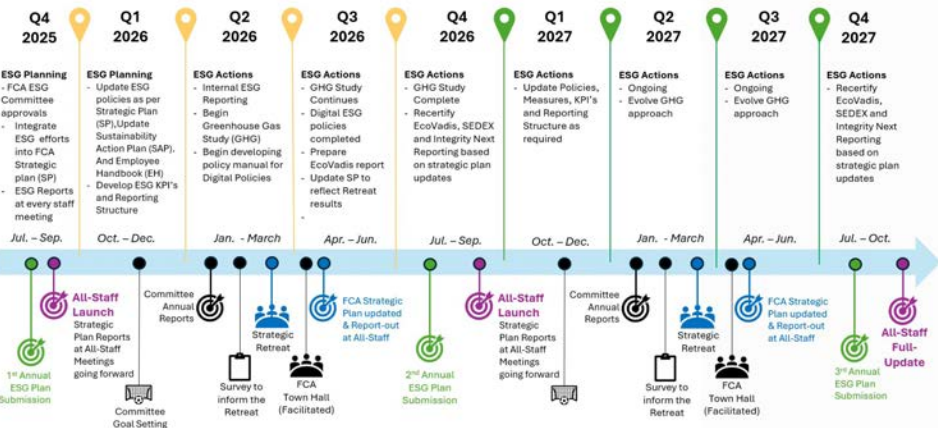 Q4
2025
Q1
2026
Q2
2026
Q3
2026
Q4
2026
Q1
2027
Q2
2027
Q3
2027
Q4
2027
ESG Planning
- FCA ESG
Committee
approvals
- Integrate
ESG efforts
into FCA
Strategic
plan (SP)
- ESG Reports
at every staff
meeting
ESG Planning
- Update ESG
policies as per
Strategic Plan
(SP),Update
Sustainability
Action Plan (SAP).
And Employee
Handbook (EH)
- Develop ESG KPI's
and Reporting
Structure
ESG Actions
- Internal ESG
Reporting
- Begin
Greenhouse Gas
Study (GHG)
- Begin developing
policy manual for
Digital Policies
ESG Actions
- GHG Study
Continues
- Digital ESG
policies
completed
- Prepare
EcoVadis report
- Update SP to
reflect Retreat
results
-
ESG Actions
- GHG Study
Complete
- Recertify
EcoVadis, SEDEX
and Integrity Next
Reporting based
on strategic plan
updates
ESG Actions
- Update Policies,
Measures, KPI's
and Reporting
Structure as
required
ESG Actions
- Ongoing
- Evolve GHG
approach
ESG Actions
- Ongoing
- Evolve GHG
approach
ESG Actions
- Recertify
EcoVadis,
SEDEX and
Integrity Next
Reporting
based on
strategic plan
updates
Jul. – Sep.
Oct. – Dec.
Jan. - March
Apr. – Jun.
Jul. – Sep.
Oct. – Dec.
Jan. - March
Apr. – Jun.
Jul. – Oct.
1st Annual
ESG Plan
Submission
All-Staff
Launch
Strategic
Plan Reports
at All-Staff
Meetings
going forward
Committee
Goal Setting
Committee
Annual
Reports
Survey to
inform the
Retreat
Strategic
Retreat
FCA
Town Hall
(Facilitated)
FCA Strategic
Plan updated
& Report-out
at All-Staff
2nd Annual
ESG Plan
Submission
All-Staff
Launch
Strategic
Plan Reports
at All-Staff
Meetings
going forward
Committee
Annual
Reports
Survey to
inform the
Retreat
Strategic
Retreat
FCA
Town Hall
(Facilitated)
FCA Strategic
Plan updated
& Report-out
at All-Staff
3rd Annual
ESG Plan
Submission
All-Staff
Full-
Update